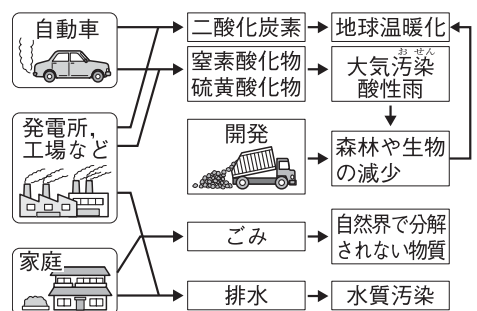 自動車
二酸化炭素
地球温暖化
窒素酸化物
硫黄酸化物
おせん
大気汚染
酸性雨
発電所，
工場など
開発
森林や生物
の減少
家庭
ごみ
自然界で分解
されない物質
排水
水質汚染